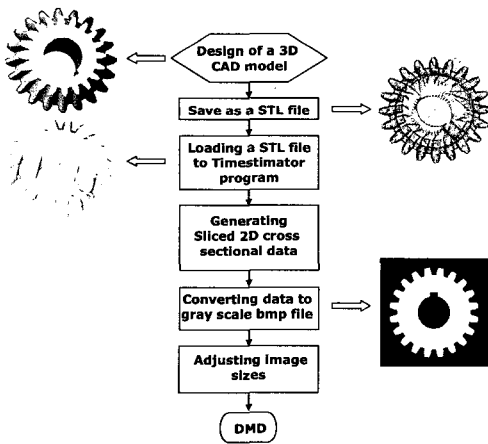 Design of a 3D
CAD model
Save as a STL file
Loading a STL file
to Timestimator
program
Generating
Sliced 2D cross
sectional data
Converting data to
gray scale bmp file
Adjusting image
sizes
DMD